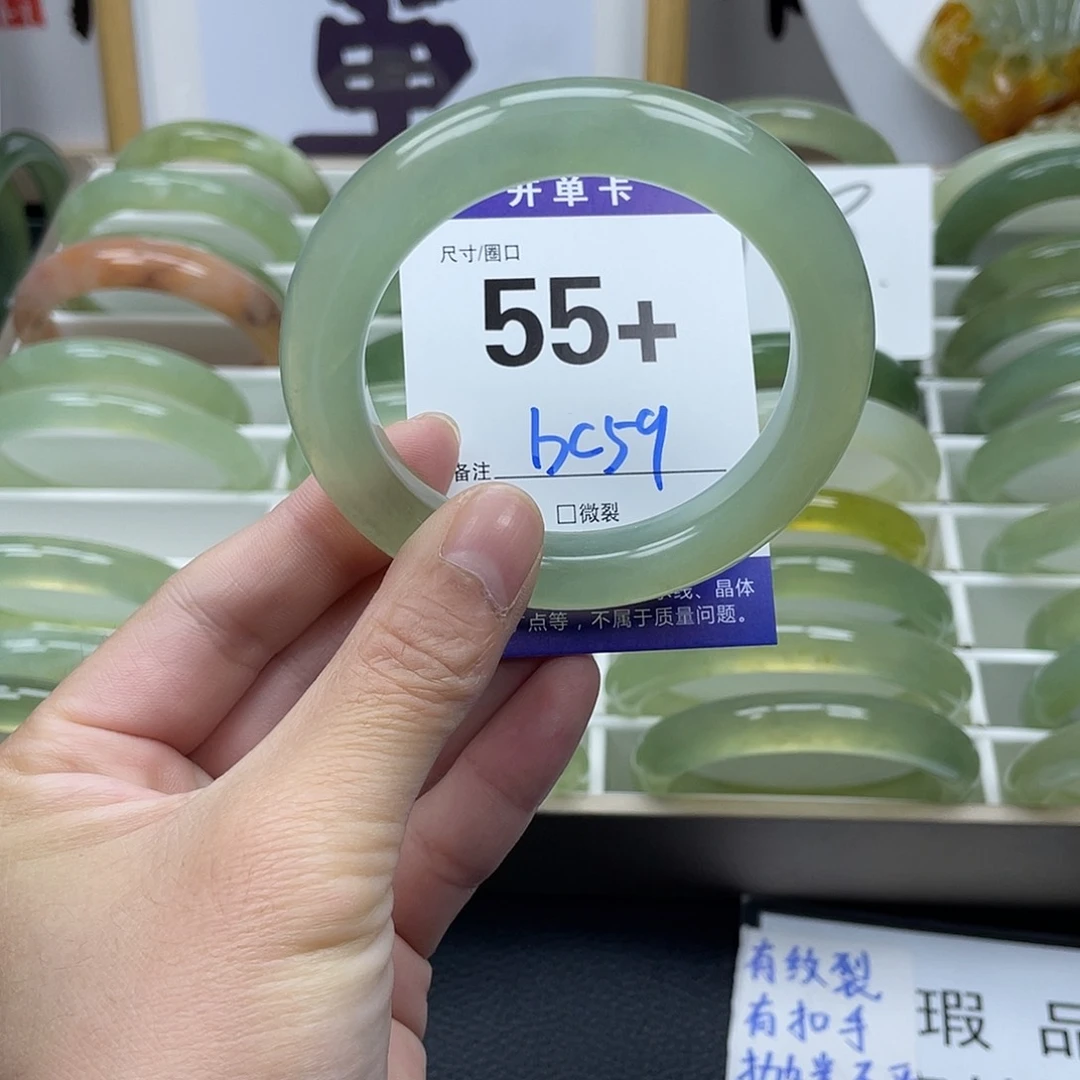 开单卡
尺寸/圈口
55+
备注 bc59
□微裂
线、晶体
点等，不属于质量问题。
有纹裂
有扣手
瑕 品